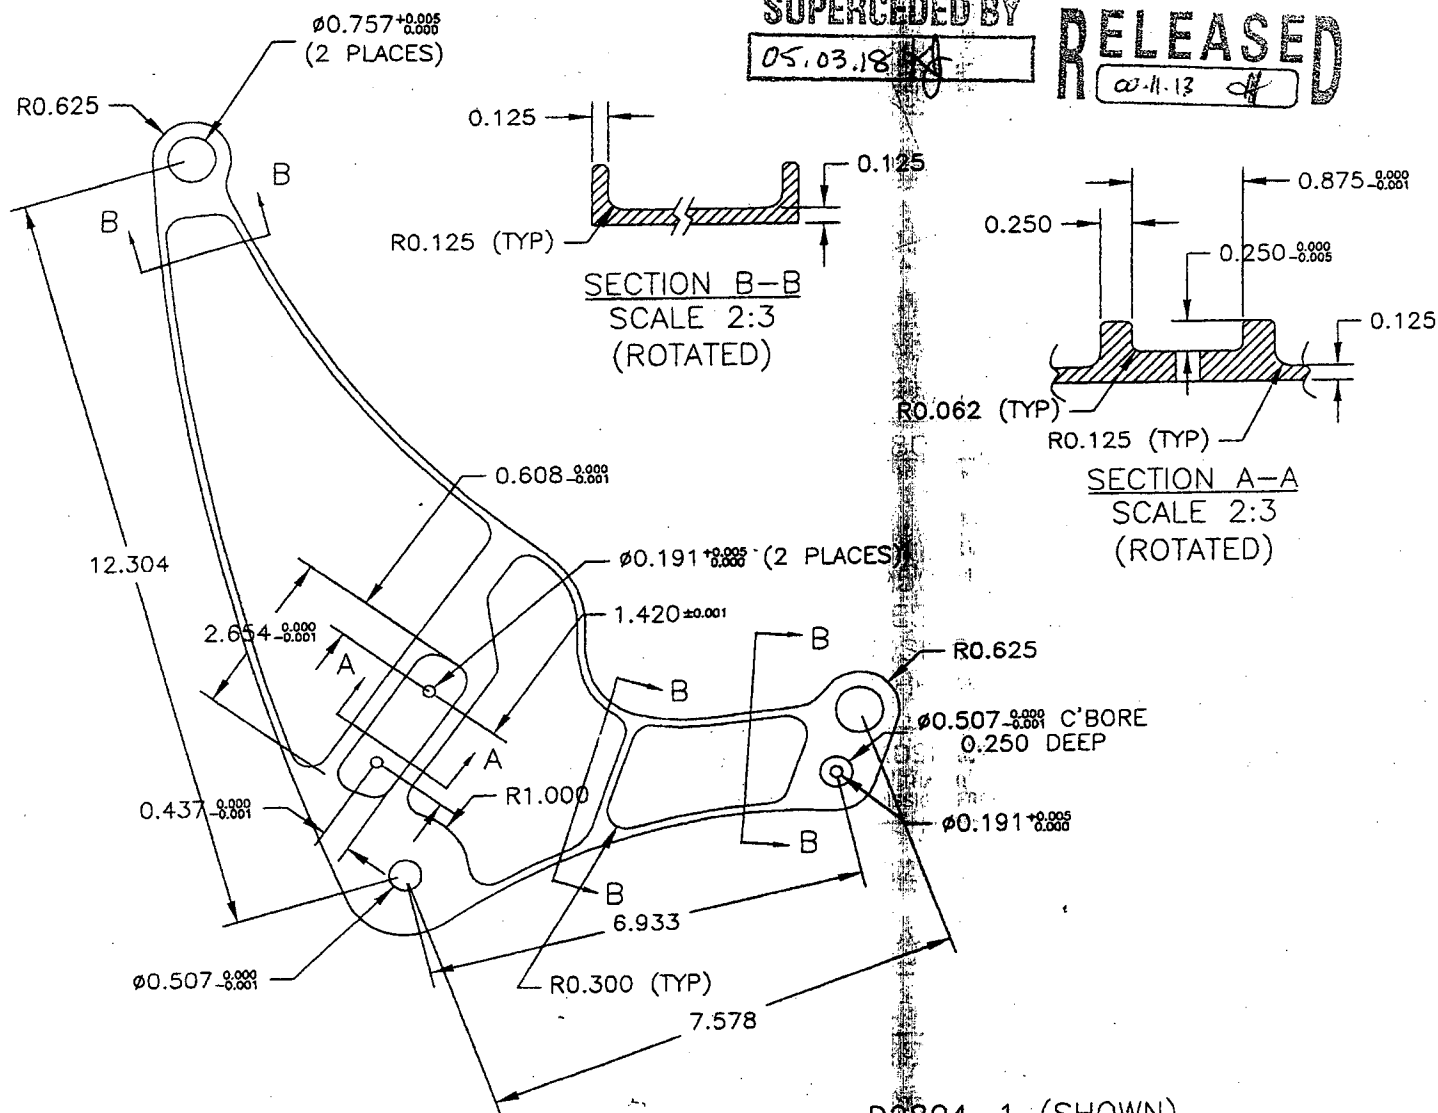 SUPERCEDED BY
05.03.18
RELEASED
00.11.13
Ø0.757+0.005 0.000
(2 PLACES)
R0.625
B
B
0.125
0.125
R0.125 (TYP)
SECTION B-B
SCALE 2:3
(ROTATED)
0.875-0.000 -0.001
0.250
0.250-0.000 -0.005
0.125
R0.062 (TYP)
R0.125 (TYP)
SECTION A-A
SCALE 2:3
(ROTATED)
12.304
0.608-0.000 -0.001
Ø0.191+0.005 0.000 (2 PLACES)
2.654-0.000 -0.001
1.420±0.001
A
A
B
B
R0.625
Ø0.507-0.000 -0.001 C'BORE
0.250 DEEP
0.437-0.000 -0.001
R1.000
Ø0.191+0.005 0.000
B
B
6.933
Ø0.507-0.000 -0.001
R0.300 (TYP)
7.578
(SHOWN)